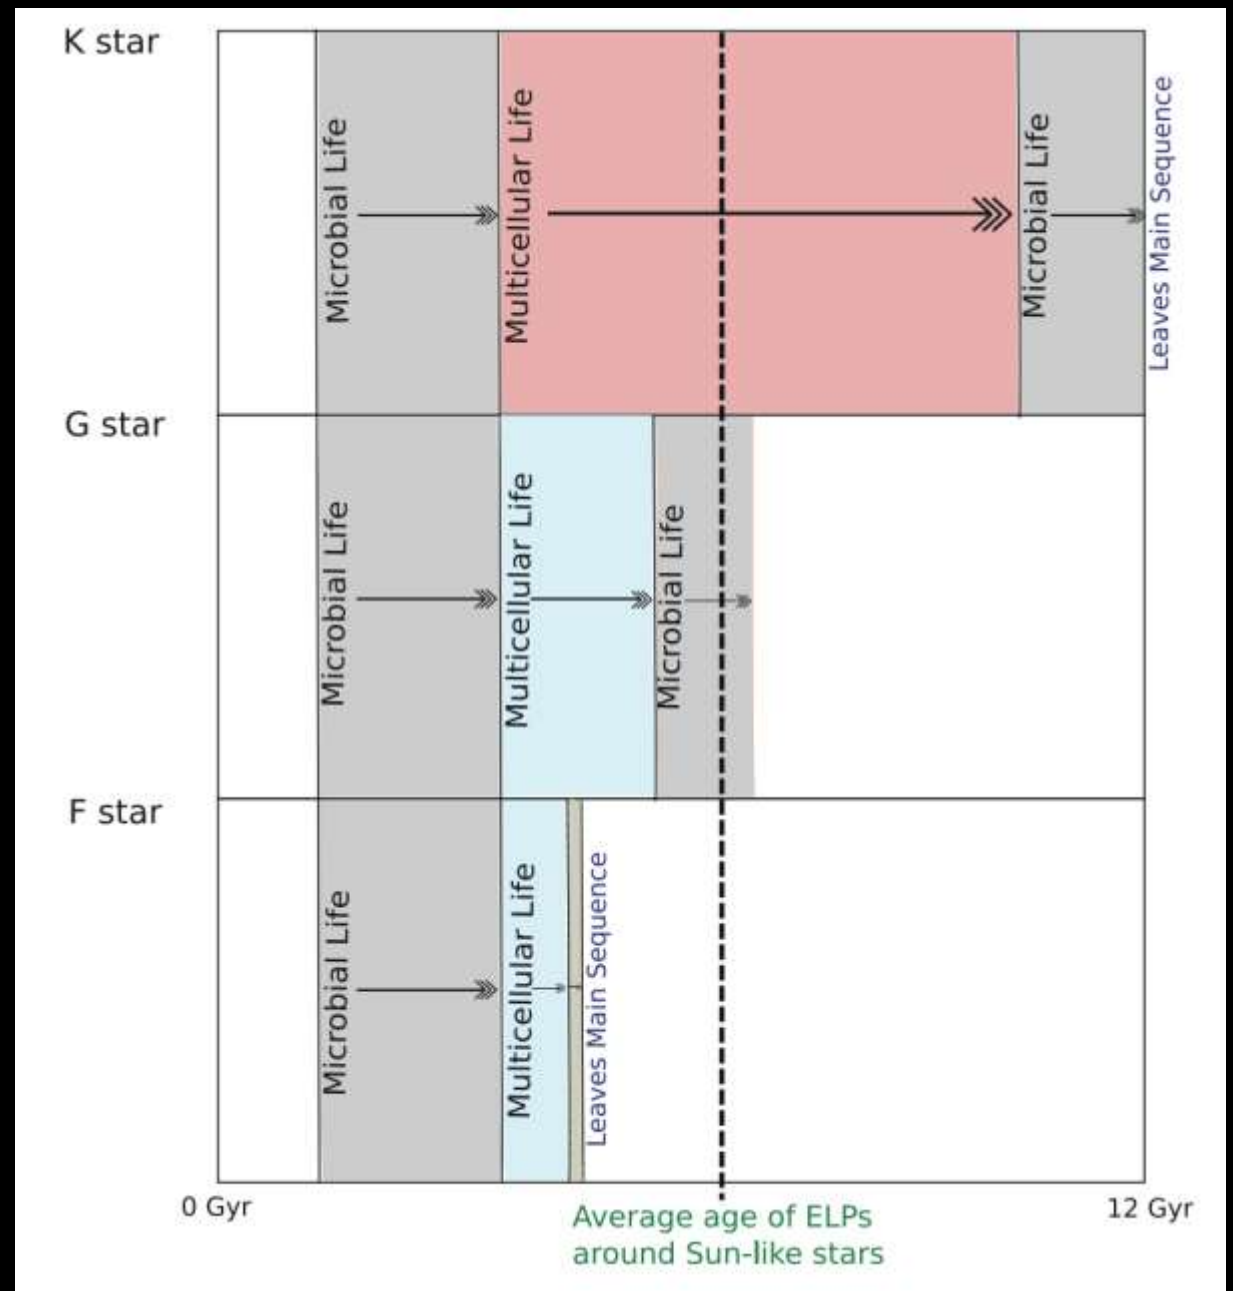 K star
Microbial Life
Multicellular Life
Microbial Life
Leaves Main Sequence
G star
Microbial Life
Multicellular Life
Microbial Life
F star
Microbial Life
Multicellular Life
Leaves Main Sequence
0 Gyr
12 Gyr
Average age of ELPs
around Sun-like stars